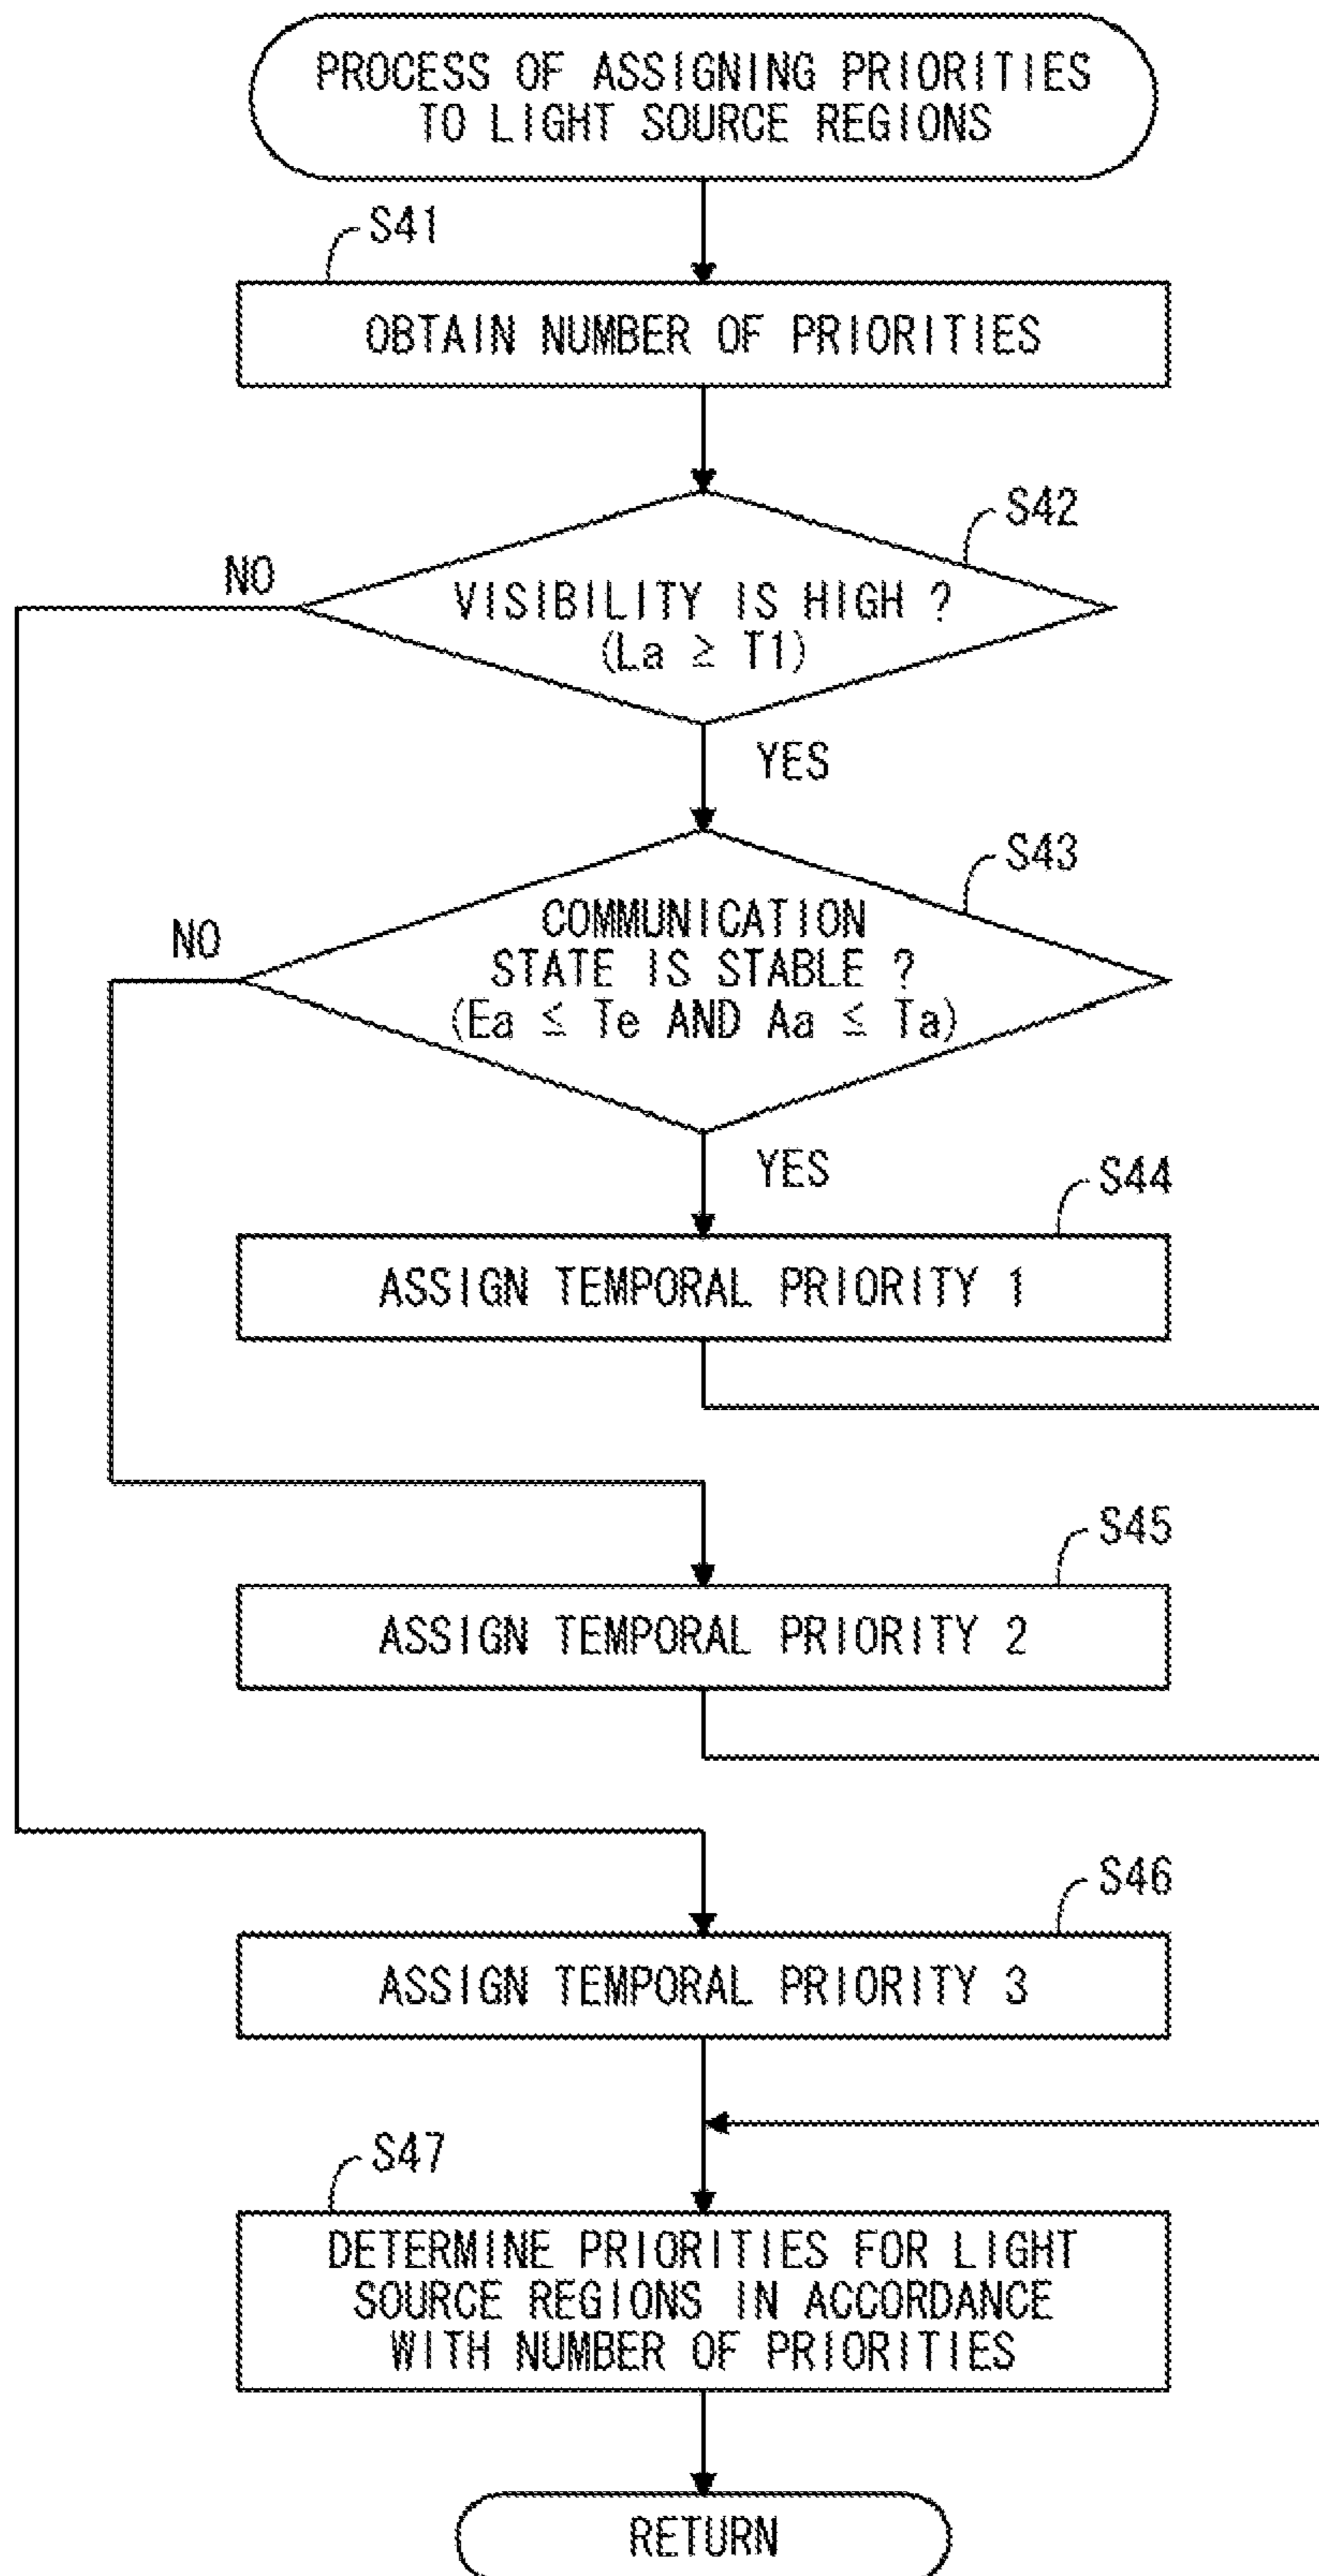 PROCESS OF ASSIGNING PRIORITIES
TO LIGHT SOURCE REGIONS
S41
OBTAIN NUMBER OF PRIORITIES
S42
NO
VISIBILITY IS HIGH ?
(La ≥ T1)
YES
S43
NO
COMMUNICATION
STATE IS STABLE ?
(Ea ≦ Te AND Aa ≦ Ta)
YES
S44
ASSIGN TEMPORAL PRIORITY 1
S45
ASSIGN TEMPORAL PRIORITY 2
S46
ASSIGN TEMPORAL PRIORITY 3
S47
DETERMINE PRIORITIES FOR LIGHT
SOURCE REGIONS IN ACCORDANCE
WITH NUMBER OF PRIORITIES
RETURN